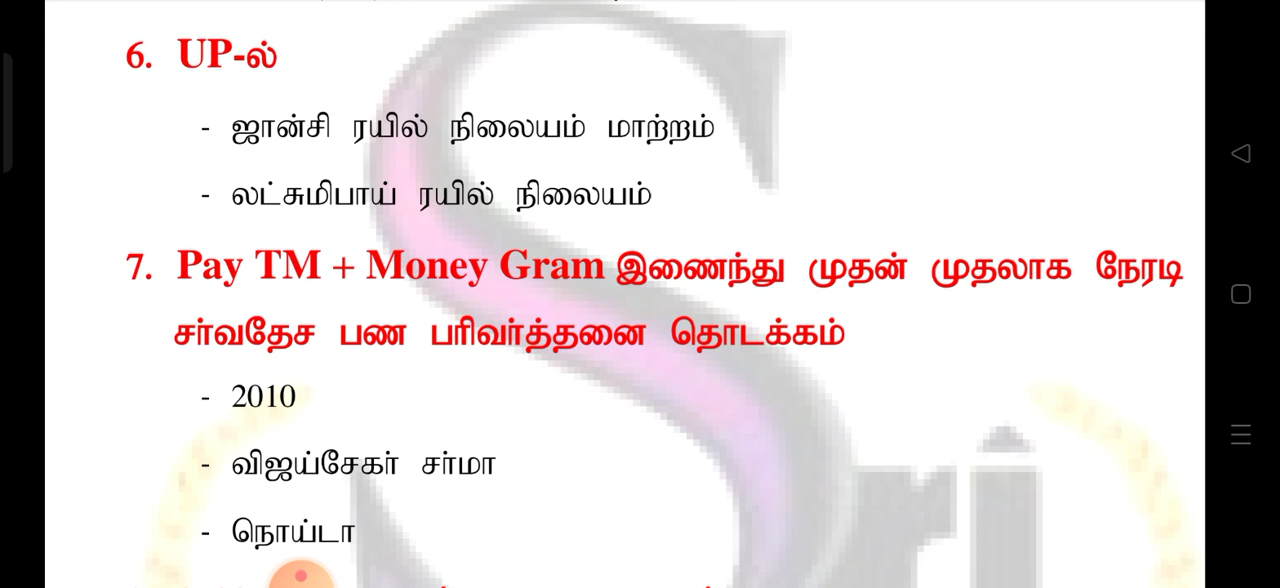 6. UP-ல்
- ஜான்சி ரயில் நிலையம் மாற்றம்
- லட்சுமிபாய் ரயில் நிலையம்
7. Pay TM + Money Gram இணைந்து முதன் முதலாக நேரடி
சர்வதேச பண பரிவர்த்தனை தொடக்கம்
- 2010
- விஜய்சேகர் சர்மா
- நொய்டா
Sri